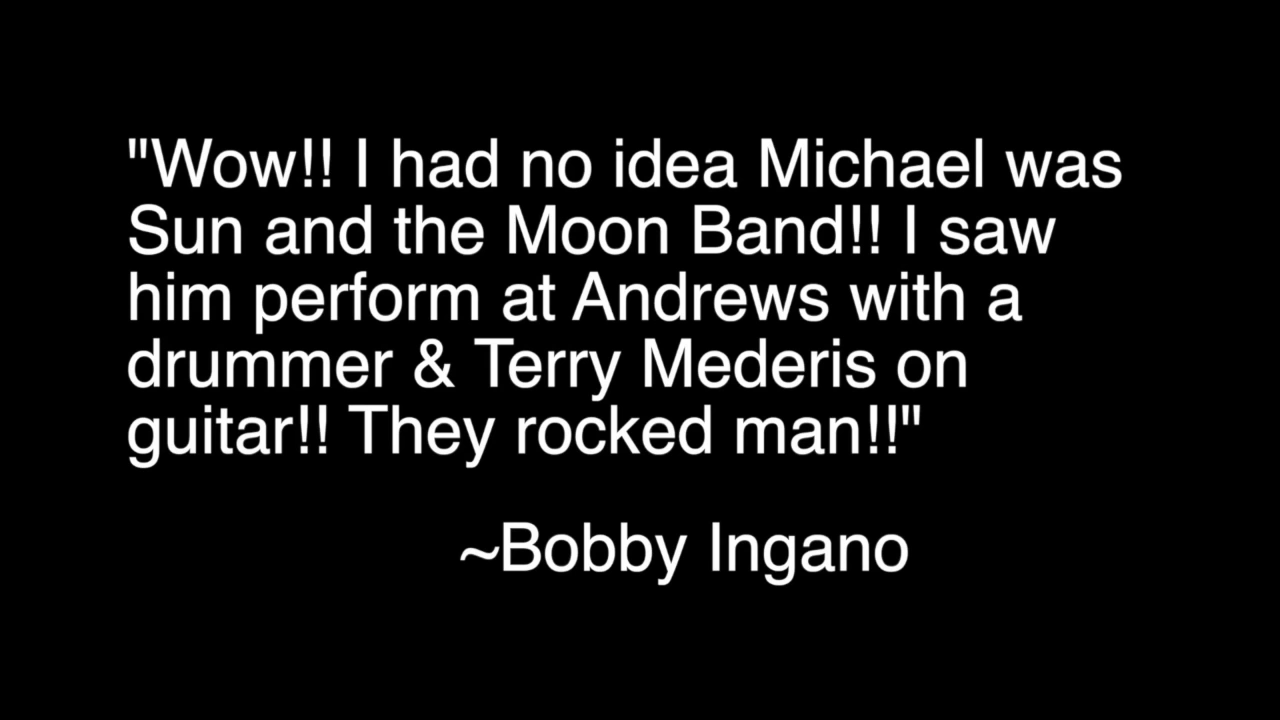 "Wow!! I had no idea Michael was
Sun and the Moon Band!! I saw
him perform at Andrews with a
drummer & Terry Mederis on
guitar!! They rocked man!!"
~Bobby Ingano